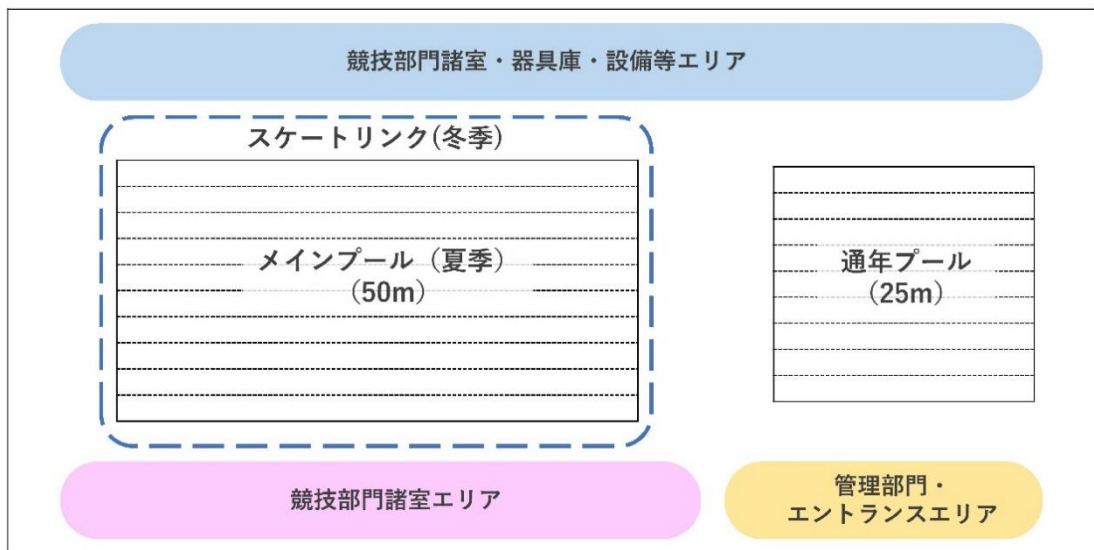 競技部門諸室・器具庫・設備等エリア
スケートリンク(冬季)
メインプール（夏季）
（50m）
通年プール
（25m）
競技部門諸室エリア
管理部門・
エントランスエリア